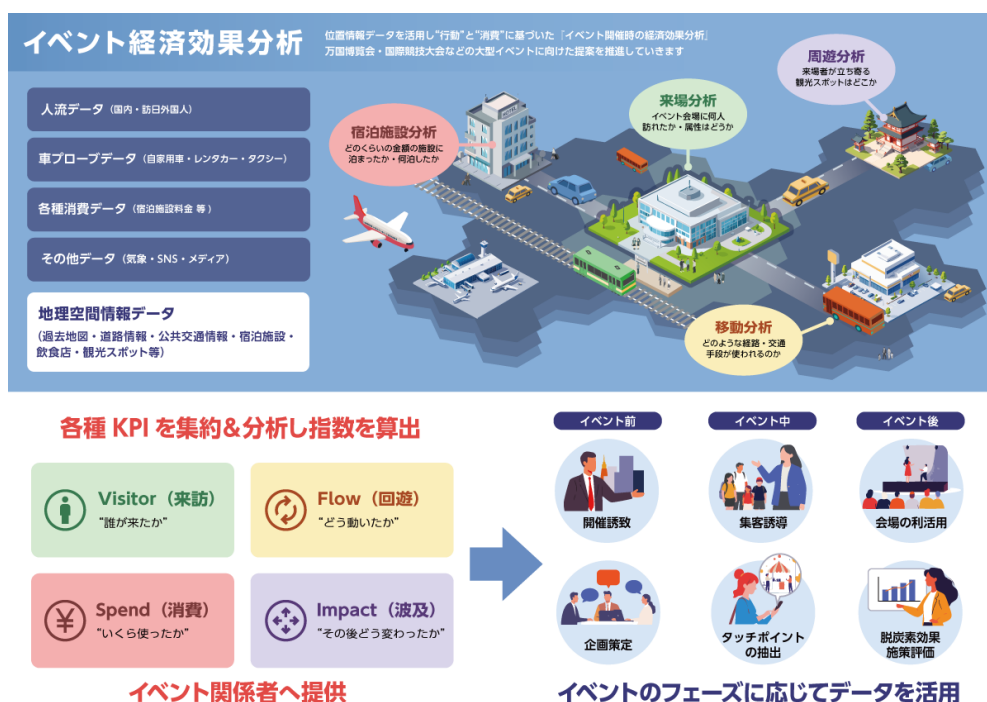 イベント経済効果分析
位置情報データを活用し“行動”と“消費”に基づいた「イベント開催時の経済効果分析」
万国博覧会・国際競技大会などの大型イベントに向けた提案を推進していきます
人流データ（国内・訪日外国人）
車プローブデータ（自家用車・レンタカー・タクシー）
各種消費データ（宿泊施設料金 等）
その他データ（気象・SNS・メディア）
地理空間情報データ
（過去地図・道路情報・公共交通情報・宿泊施設・
飲食店・観光スポット等）
宿泊施設分析
どのくらいの金額の施設に
泊まったか・何泊したか
来場分析
イベント会場に何人
訪れたか・属性はどうか
周遊分析
来場者が立ち寄る
観光スポットはどこか
移動分析
どのような経路・交通
手段が使われるのか
各種 KPI を集約&分析し指数を算出
Visitor（来訪）
“誰が来たか”
Flow（回遊）
“どう動いたか”
Spend（消費）
“いくら使ったか”
Impact（波及）
“その後どう変わったか”
イベント関係者へ提供
イベント前
イベント中
イベント後
開催誘致
集客誘導
会場の利活用
企画策定
タッチポイント
の抽出
脱炭素効果
施策評価
イベントのフェーズに応じてデータを活用